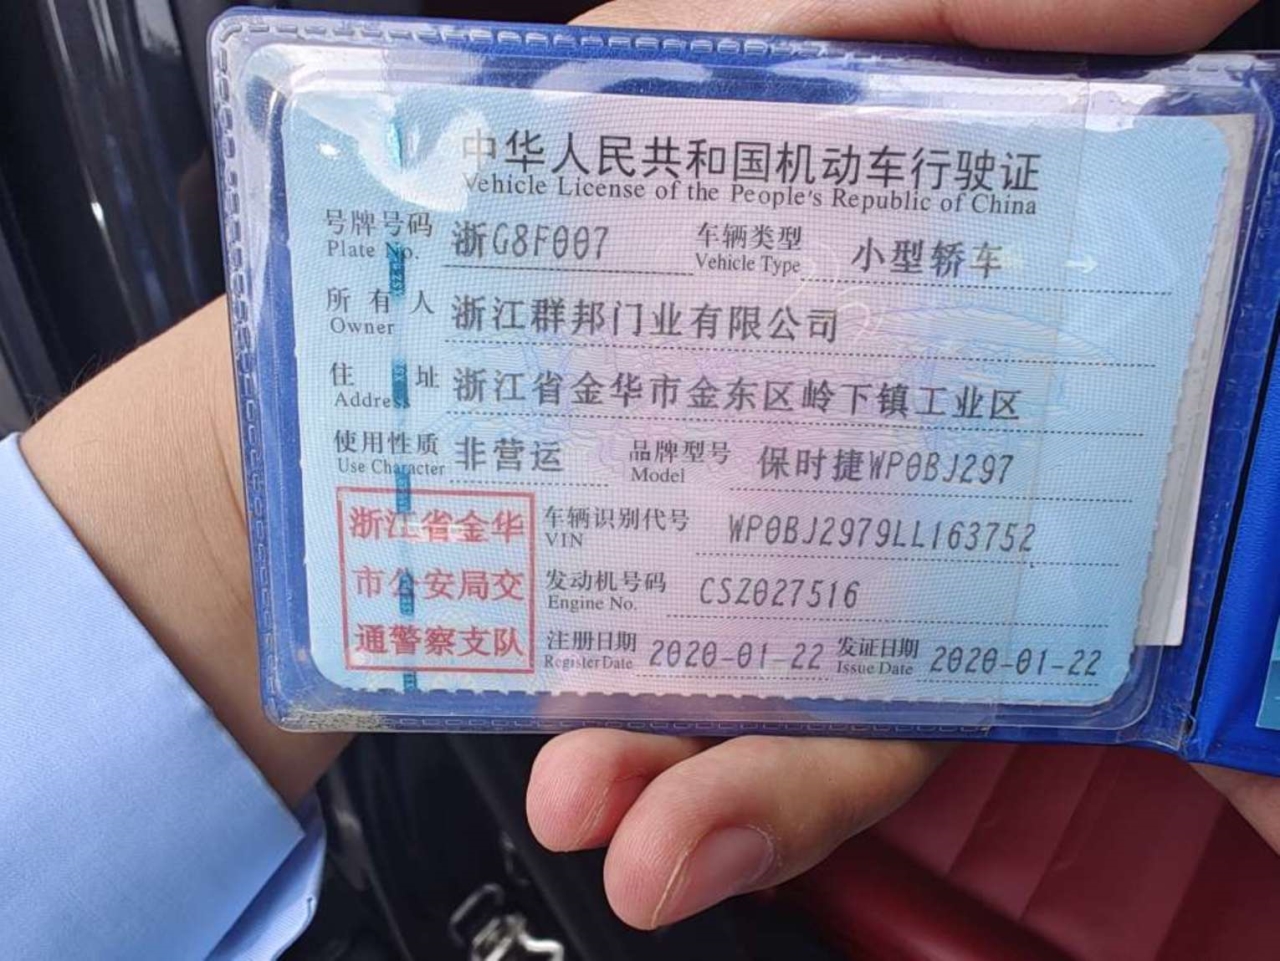 中华人民共和国机动车行驶证
Vehicle License of the People's Republic of China
号牌号码 浙G8F007 车辆类型 小型轿车
Plate No. Vehicle Type
所有人 浙江群邦门业有限公司
Owner
住址 浙江省金华市金东区岭下镇工业区
Address
使用性质 非营运 品牌型号 保时捷WP0BJ297
Use Character Model
浙江省金华
市公安局交
通警察支队
车辆识别代号 WP0BJ2979LL163752
VIN
发动机号码 CSZ027516
Engine No.
注册日期 2020-01-22 发证日期 2020-01-22
Register Date Issue Date